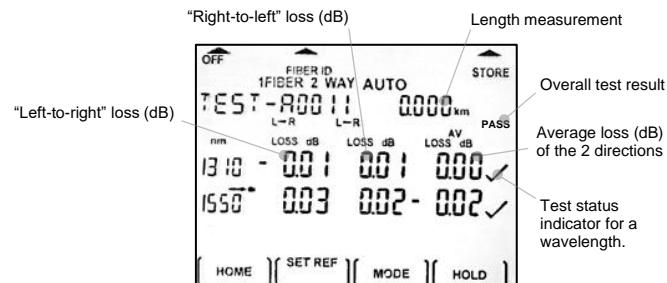 “Right-to-left” loss (dB)
Length measurement
OFF
FIBER ID
STORE
1FIBER 2 WAY AUTO
Overall test result
TEST-A0011 0.000 km
“Left-to-right” loss (dB)
L→R L→R
PASS
nm LOSS dB LOSS dB AV LOSS dB
Average loss (dB) of the 2 directions
1310 - 0.01 0.01 0.00 ✓
1550 0.03 0.02 - 0.02 ✓
Test status indicator for a wavelength.
HOME SET REF MODE HOLD